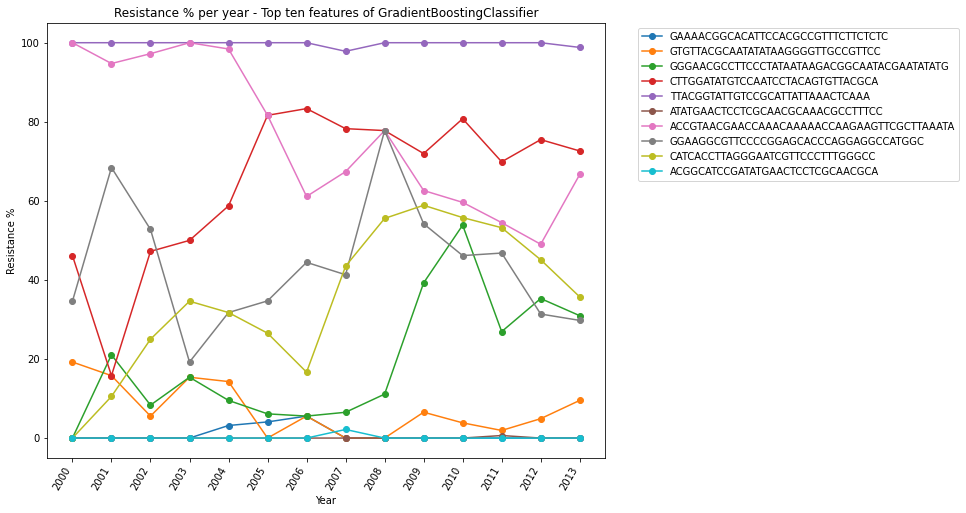 Resistance % per year - Top ten features of GradientBoostingClassifier
100
80
60
40
20
0
Resistance %
2000
2001
2002
2003
2004
2005
2006
2007
2008
2009
2010
2011
2012
2013
Year
GAAAACGGCACATTCCACGCCGTTTCTTCTCTC
GTGTTACGCAATATATAAGGGGTTGCCGTTCC
GGGAACGCCTTCCCTATAATAAGACGGCAATACGAATATATG
CTTGGATATGTCCAATCCTACAGTGTTACGCA
TTACGGTATTGTCCGCATTATTAAACTCAAA
ATATGAACTCCTCGCAACGCAAACGCCTTTCC
ACCGTAACGAACCAAACAAAAACCAAGAAGTTCGCTTAAATA
GGAAGGCGTTCCCCGGAGCACCCAGGAGGCCATGGC
CATCACCTTAGGGAATCGTTCCCTTTGGGCC
ACGGCATCCGATATGAACTCCTCGCAACGCA